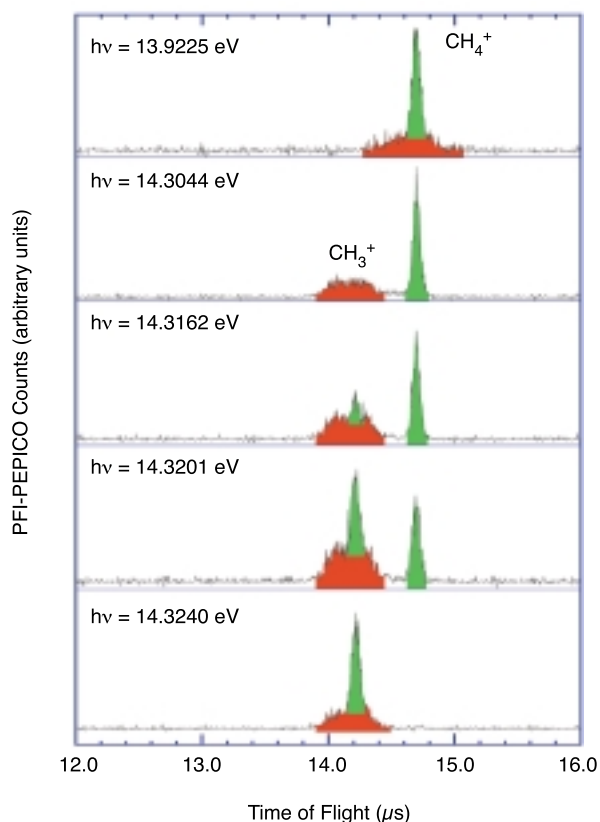 hν = 13.9225 eV
CH₄⁺
hν = 14.3044 eV
CH₃⁺
hν = 14.3162 eV
hν = 14.3201 eV
hν = 14.3240 eV
PFI-PEPICO Counts (arbitrary units)
12.0 13.0 14.0 15.0 16.0
Time of Flight (μs)